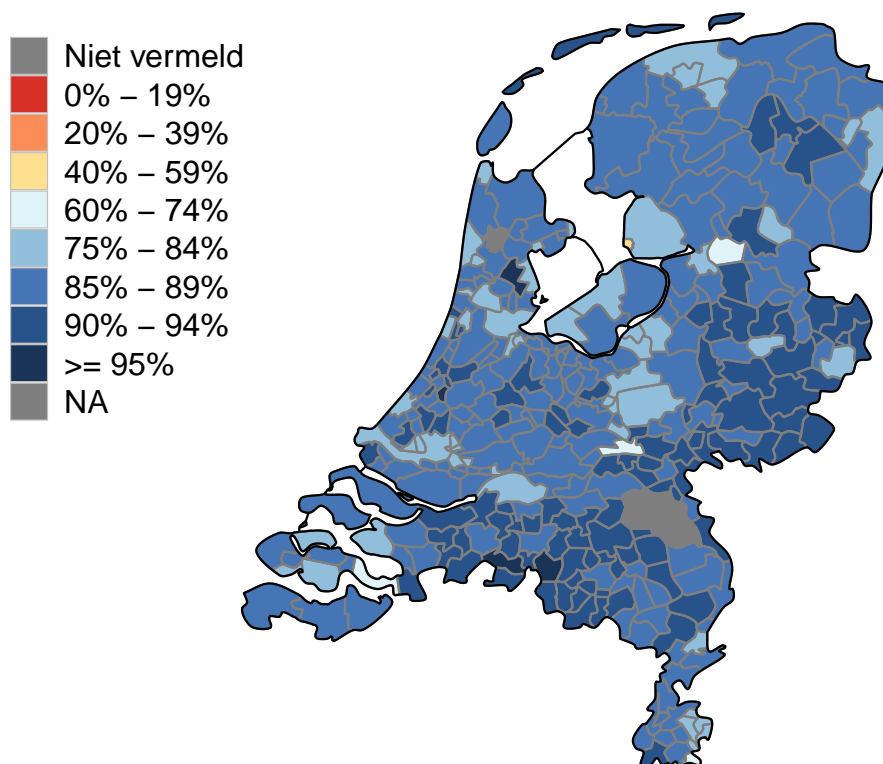 Niet vermeld
0% – 19%
20% – 39%
40% – 59%
60% – 74%
75% – 84%
85% – 89%
90% – 94%
>= 95%
NA